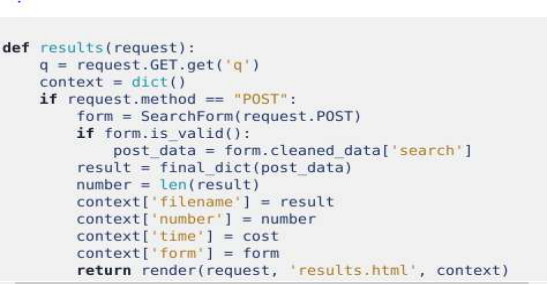 def results(request):
    q = request.GET.get('q')
    context = dict()
    if request.method == "POST":
        form = SearchForm(request.POST)
        if form.is_valid():
            post_data = form.cleaned_data['search']
        result = final_dict(post_data)
        number = len(result)
        context['filename'] = result
        context['number'] = number
        context['time'] = cost
        context['form'] = form
        return render(request, 'results.html', context)